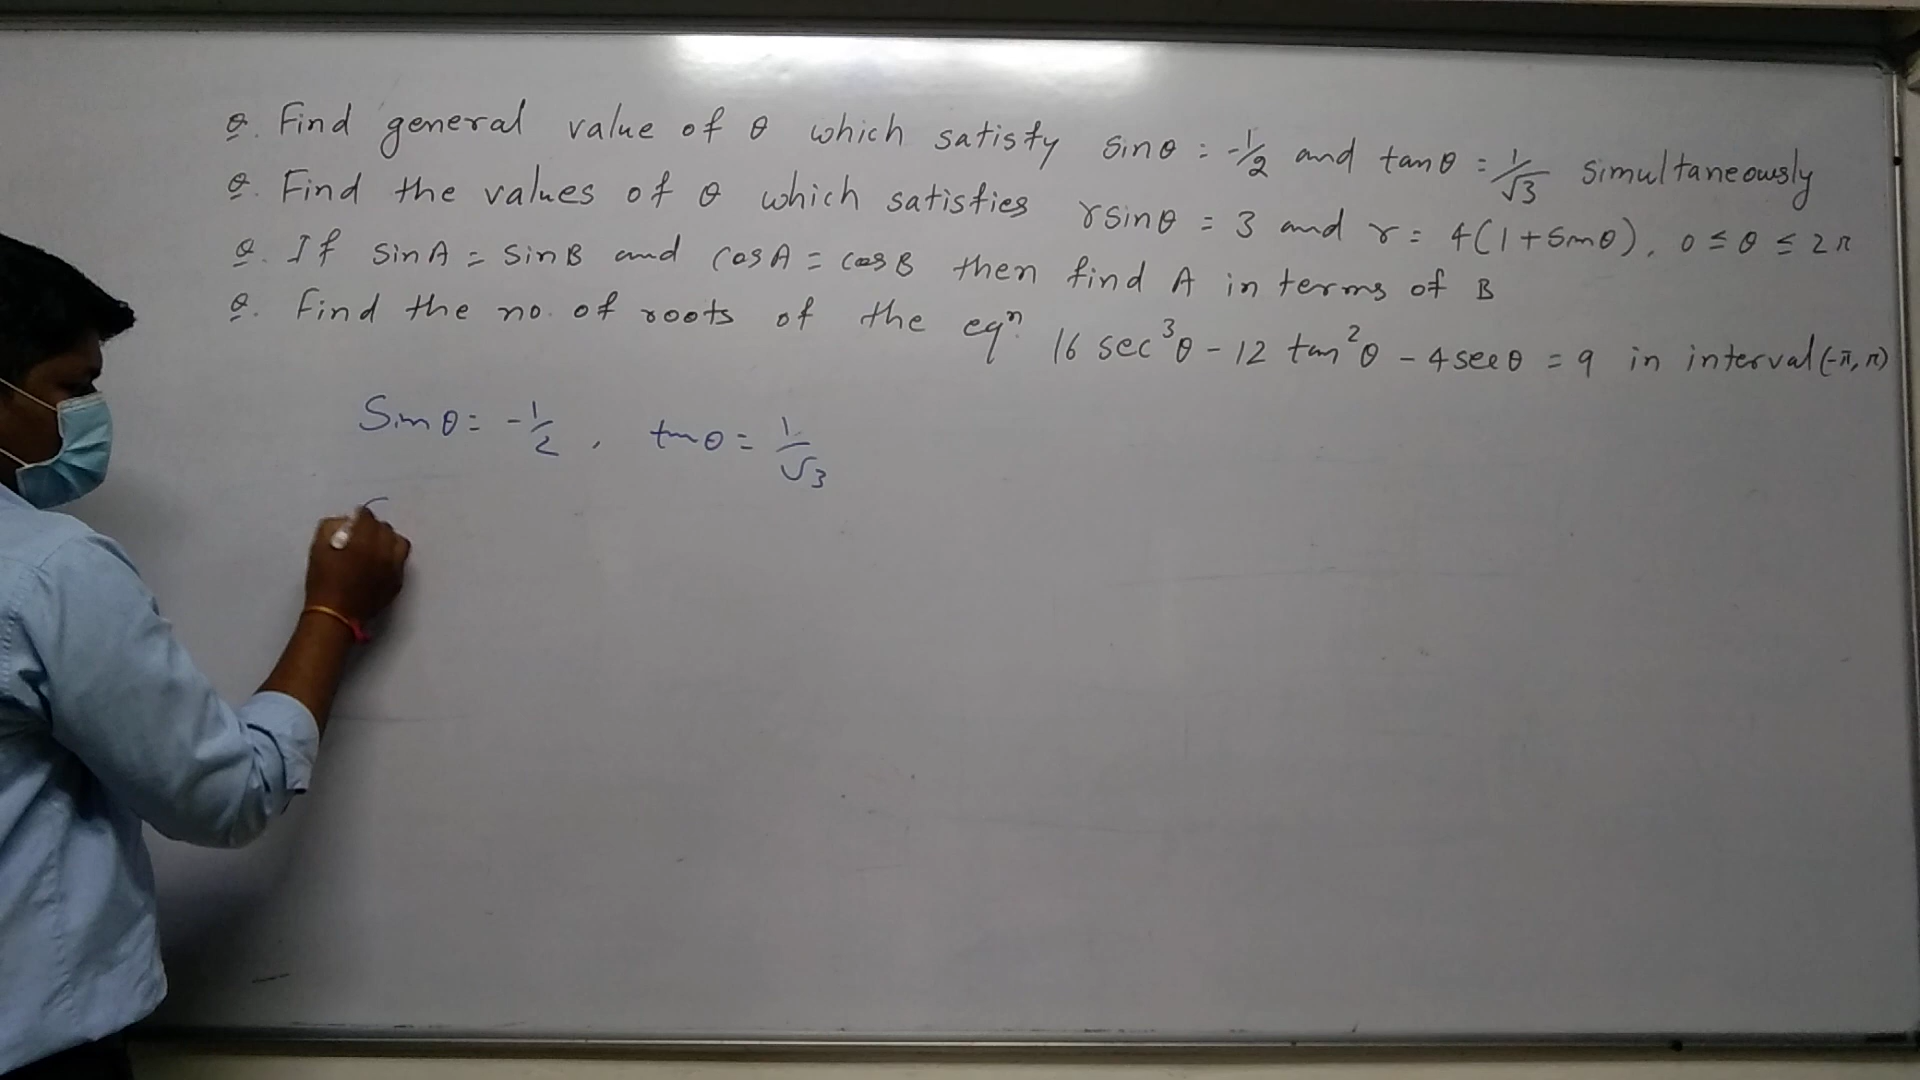 Q. Find general value of θ which satisfy sinθ = -1/2 and tanθ = 1/√3 simultaneously
Q. Find the values of θ which satisfies rsinθ = 3 and r = 4(1+sinθ), 0 ≤ θ ≤ 2π
Q. If sinA = sinB and cosA = cosB then find A in terms of B
Q. Find the no. of roots of the eqⁿ 16 sec³θ - 12 tan²θ - 4secθ = 9 in interval (-π, π)
Sinθ = -1/2 , tanθ = 1/√3